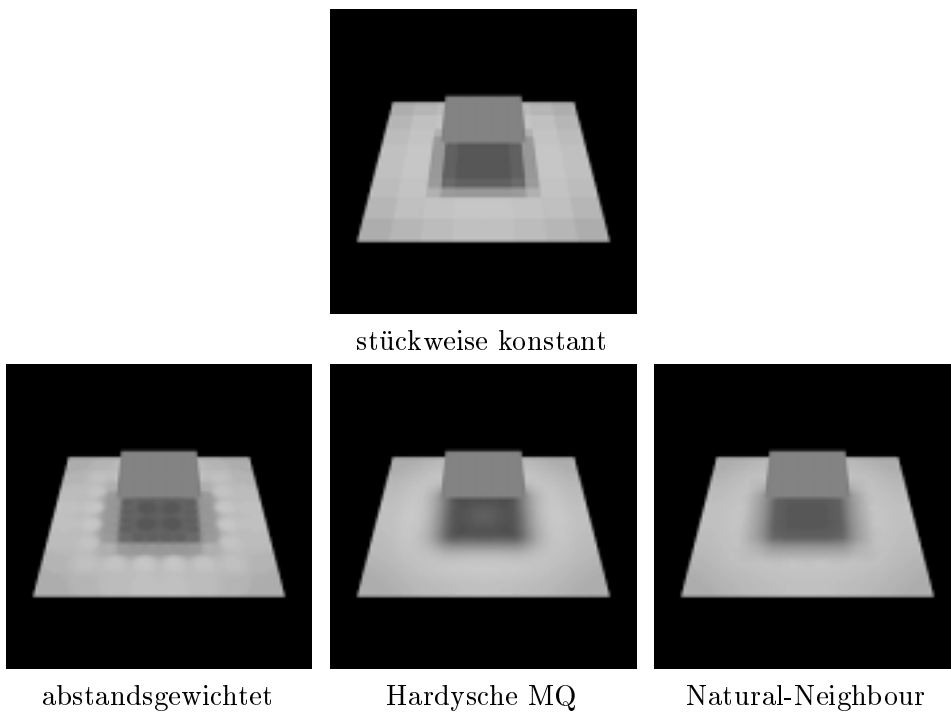 stückweise konstant
abstandsgewichtet
Hardysche MQ
Natural-Neighbour